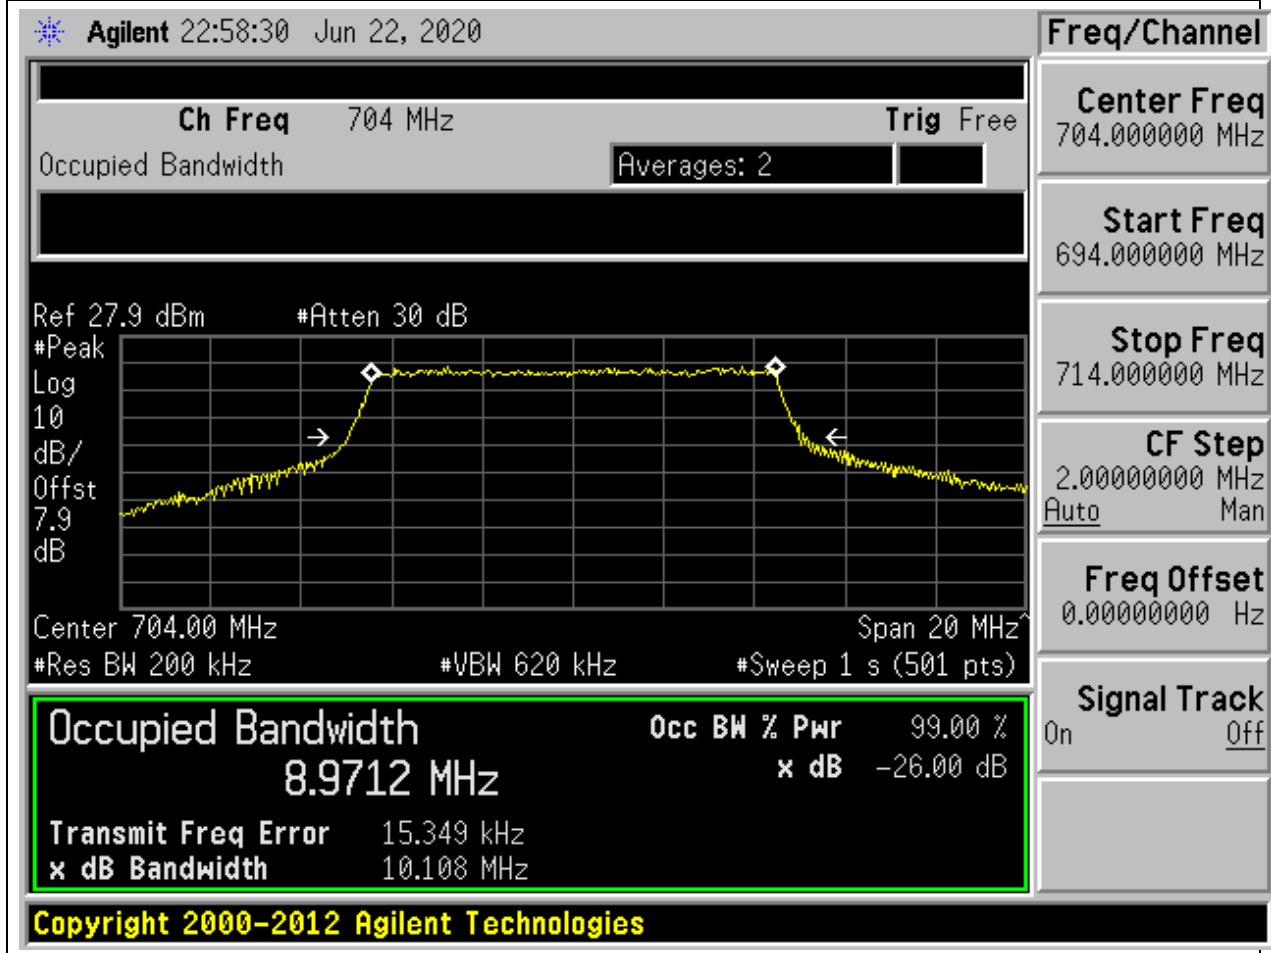 Agilent 22:58:30 Jun 22, 2020
Freq/Channel
Ch Freq 704 MHz Trig Free
Occupied Bandwidth Averages: 2
Center Freq
704.000000 MHz
Start Freq
694.000000 MHz
Stop Freq
714.000000 MHz
CF Step
2.00000000 MHz
Auto Man
Freq Offset
0.00000000 Hz
Signal Track
On Off
Ref 27.9 dBm #Atten 30 dB
#Peak
Log
10
dB/
Offst
7.9
dB
Center 704.00 MHz Span 20 MHz^
#Res BW 200 kHz #VBW 620 kHz #Sweep 1 s (501 pts)
Occupied Bandwidth Occ BW % Pwr 99.00 %
8.9712 MHz x dB -26.00 dB
Transmit Freq Error 15.349 kHz
x dB Bandwidth 10.108 MHz
Copyright 2000-2012 Agilent Technologies